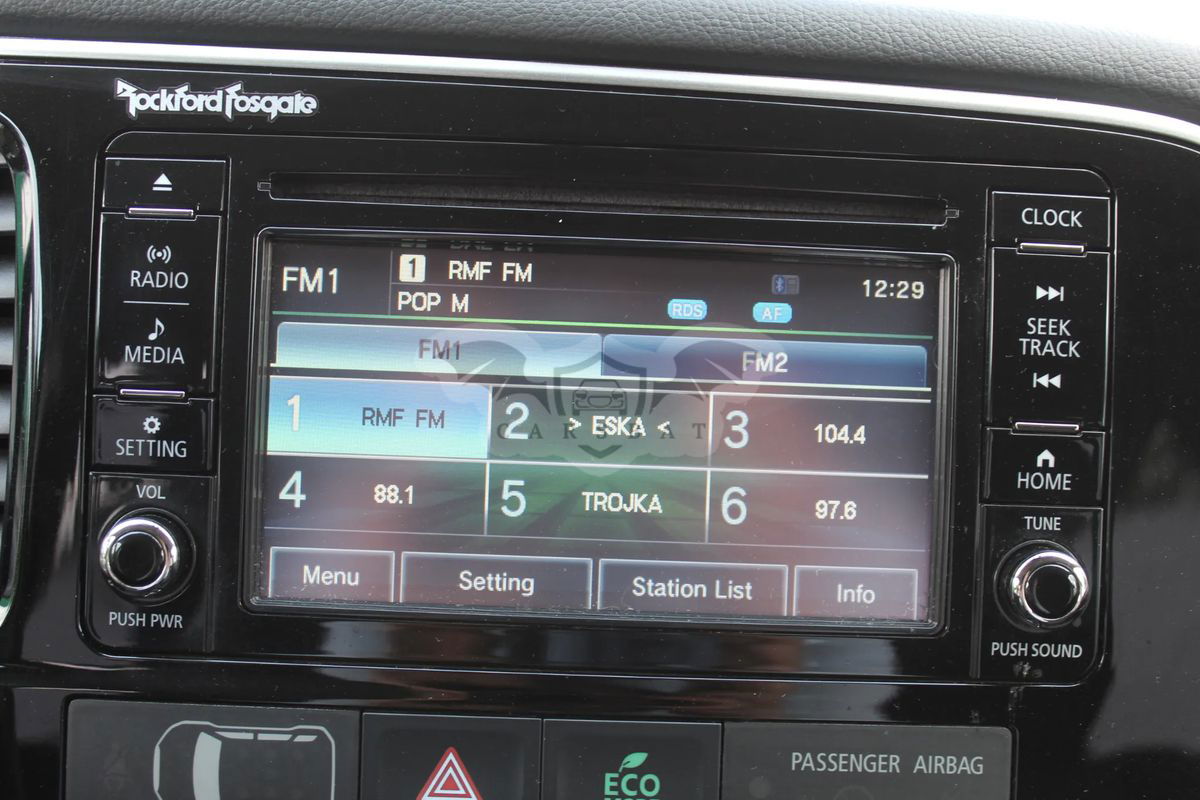 Rockford Fosgate
CLOCK
RADIO
MEDIA
SETTING
VOL
PUSH PWR
FM1
1 RMF FM
POP M
RDS
AF
12:29
FM1
FM2
1 RMF FM
2 > ESKA <
3 104.4
4 88.1
5 TROJKA
6 97.6
CARSCAT
Menu
Setting
Station List
Info
SEEK
TRACK
HOME
TUNE
PUSH SOUND
ECO
PASSENGER AIRBAG